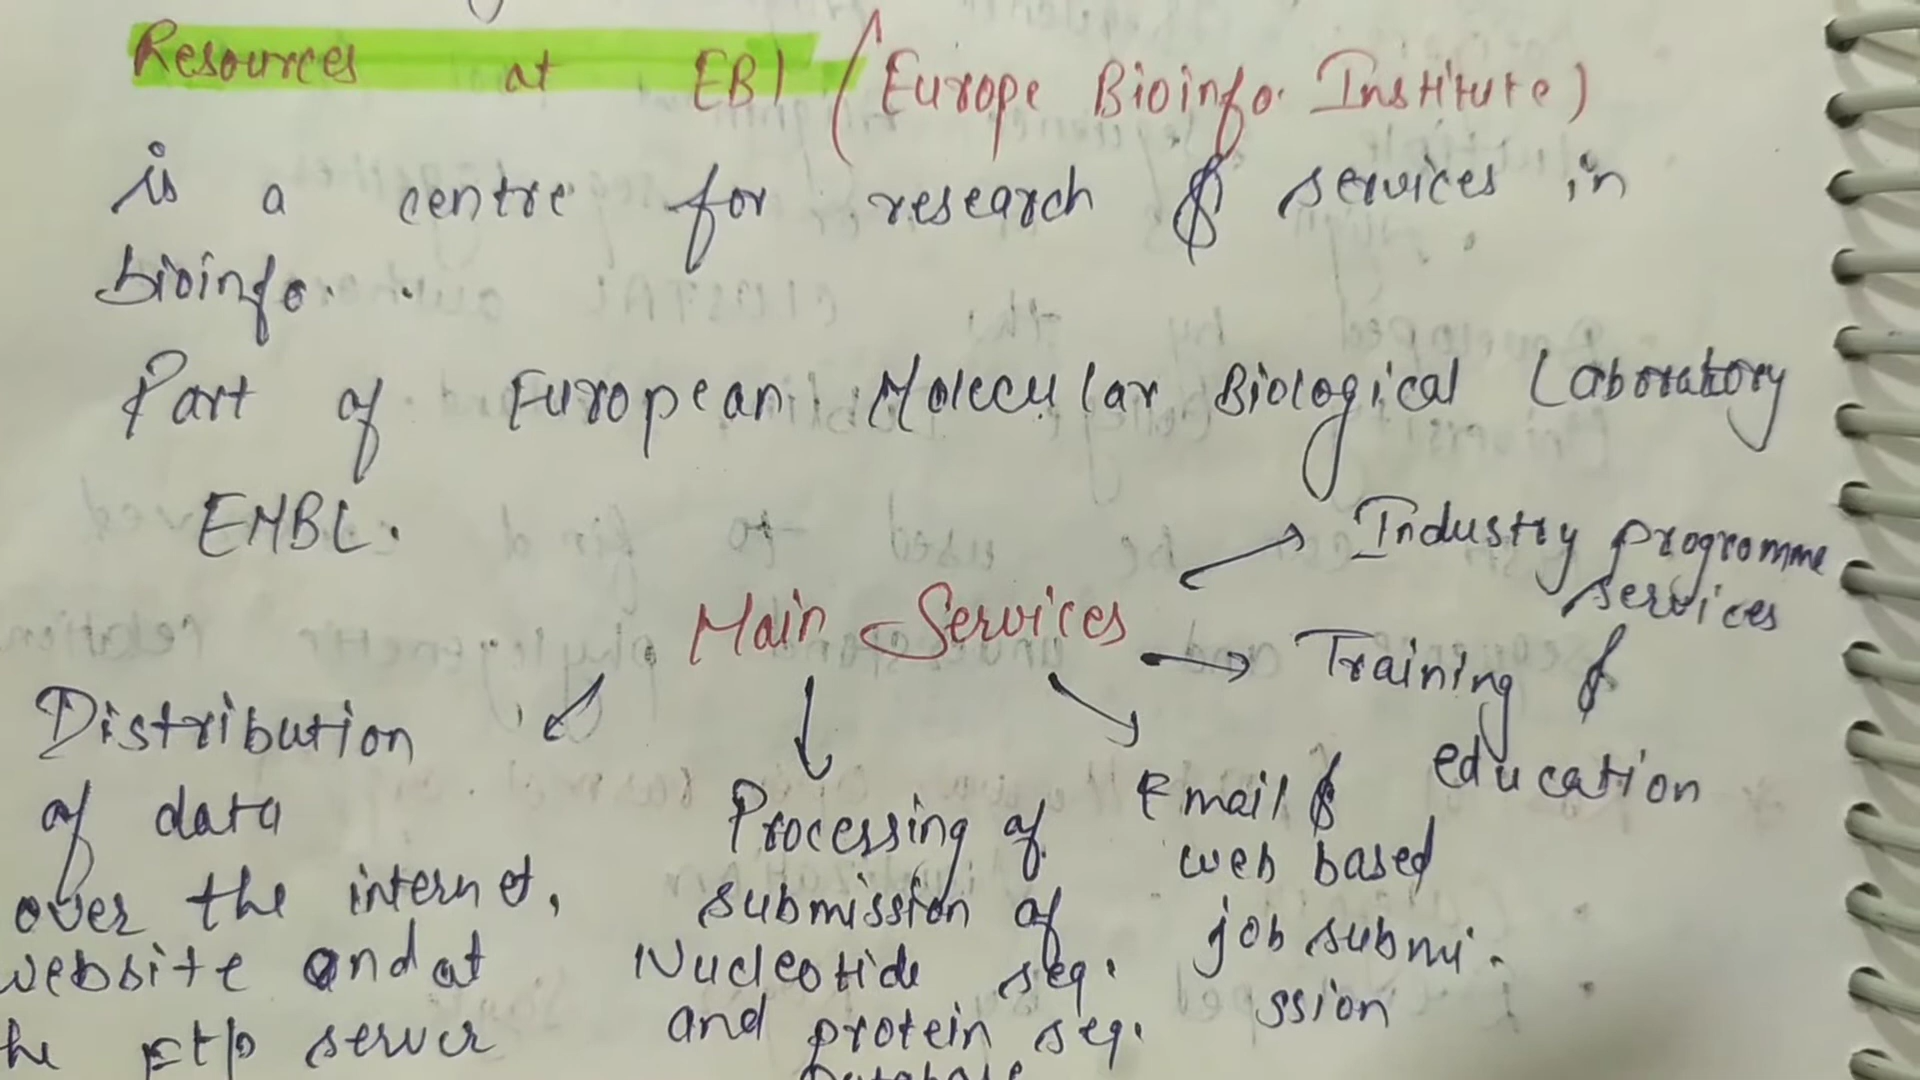 Resources at EBI (Europe Bioinfo. Institute)
is a centre for research & services in
bioinfo.
Part of European Molecular Biological Laboratory
EMBL.
Main Services
Industry programme
services
Training &
education
Distribution
of data
over the internet,
website and at
he ftp server
Processing of
submission of
Nucleotide seq.
and protein seq.
Database
Email &
web based
job submi-
ssion